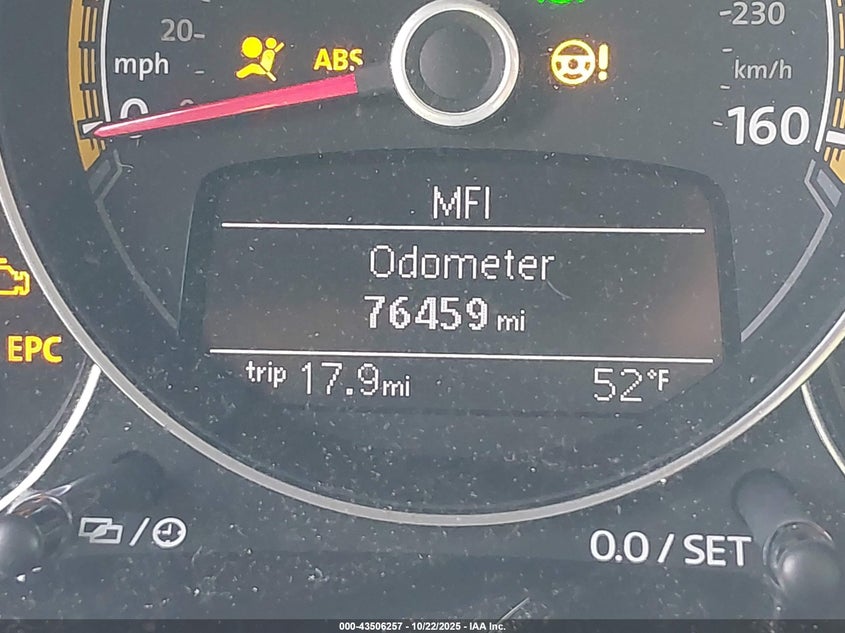 20
-230
mph
ABS
km/h
0
160
MFI
Odometer
76459 mi
EPC
trip 17.9mi
52°F
0.0 / SET
000-43506257 - 10/22/2025 - IAA Inc.